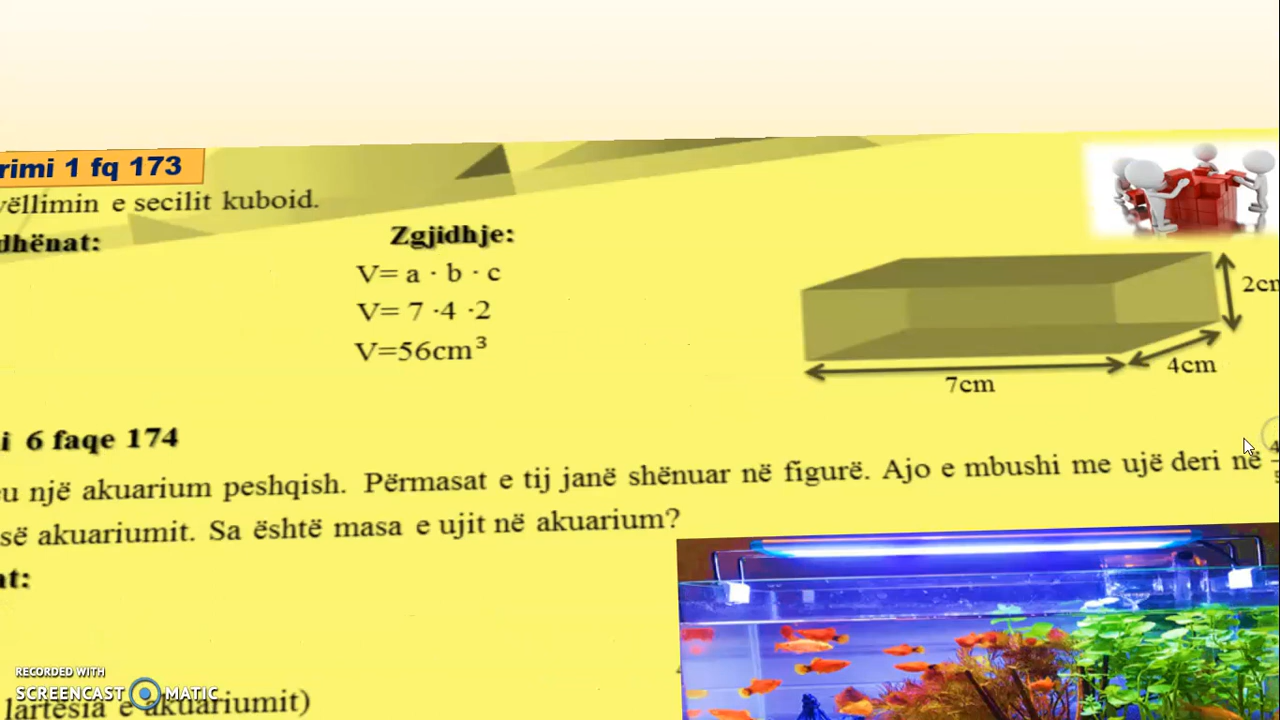 rimi 1 fq 173
vëllimin e secilit kuboid.
dhënat:
Zgjidhje:
V= a · b · c
V= 7 ·4 ·2
V=56cm³
2cm
4cm
7cm
i 6 faqe 174
një akuarium peshqish. Përmasat e tij janë shënuar në figurë. Ajo e mbushi me ujë deri në
së akuariumit. Sa është masa e ujit në akuarium?
at:
lartësia e akuariumit)
RECORDED WITH
SCREENCAST MATIC